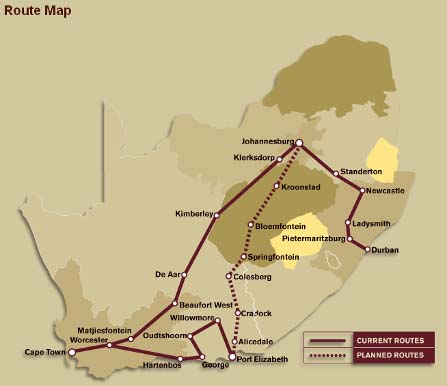 Route Map
Johannesburg
Klerksdorp
Standerton
Kroonstad
Newcastle
Kimberley
Bloemfontein
Ladysmith
Pietermaritzburg
Durban
Springfontein
De Aar
Colesberg
Beaufort West
Willowmore
Cradock
Matjiesfontein
Worcester
Oudtshoorn
Alicedale
Cape Town
Hartenbos
George
Port Elizabeth
CURRENT ROUTES
PLANNED ROUTES